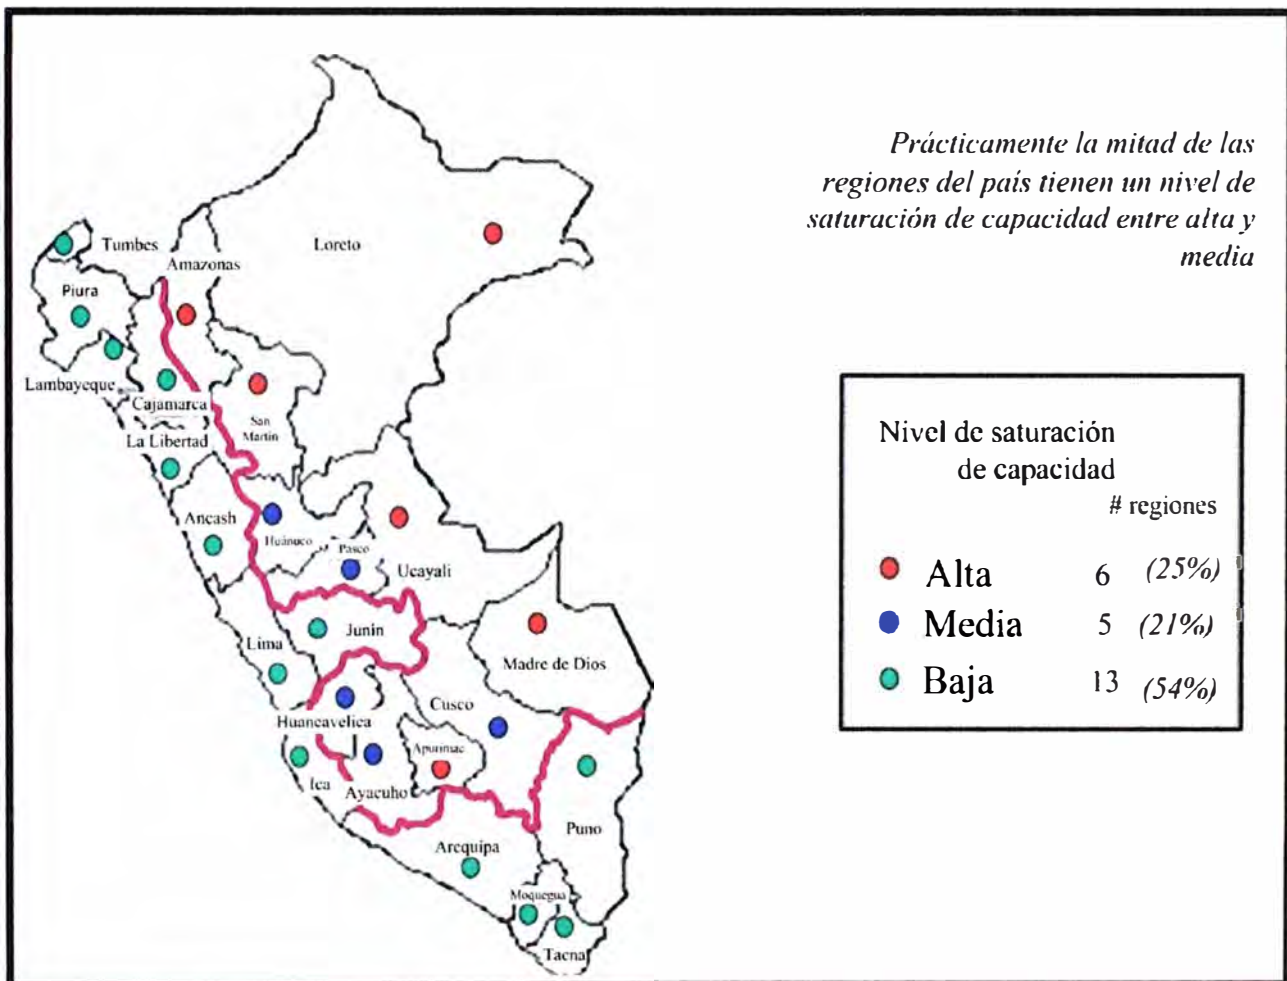 Prácticamente la mitad de las
regiones del país tienen un nivel de
saturación de capacidad entre alta y
media
Loreto
Tumbes
Amazonas
Piura
Lambayeque
Cajamarca
San
Martín
La Libertad
Ancash
Huánuco
Pasco
Ucayali
Lima
Junín
Madre de Dios
Huancavelica
Cusco
Apurimac
Ica
Ayacuho
Puno
Arequipa
Moquegua
Tacna
Nivel de saturación
de capacidad
# regiones
Alta 6 (25%)
Media 5 (21%)
Baja 13 (54%)